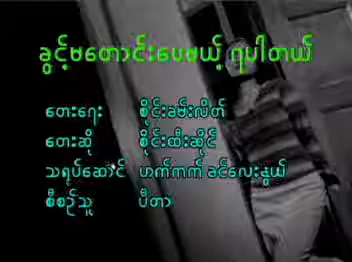 ခွင့်မတောင်းပေမယ့် ရပါတယ်
တေးရေး စိုင်းခမ်းလိတ်
တေးဆို စိုင်းထီးဆိုင်
သရုပ်ဆောင် ဟက်ကက် ခင်လေးနွယ်
စီစဉ်သူ ပီတာ